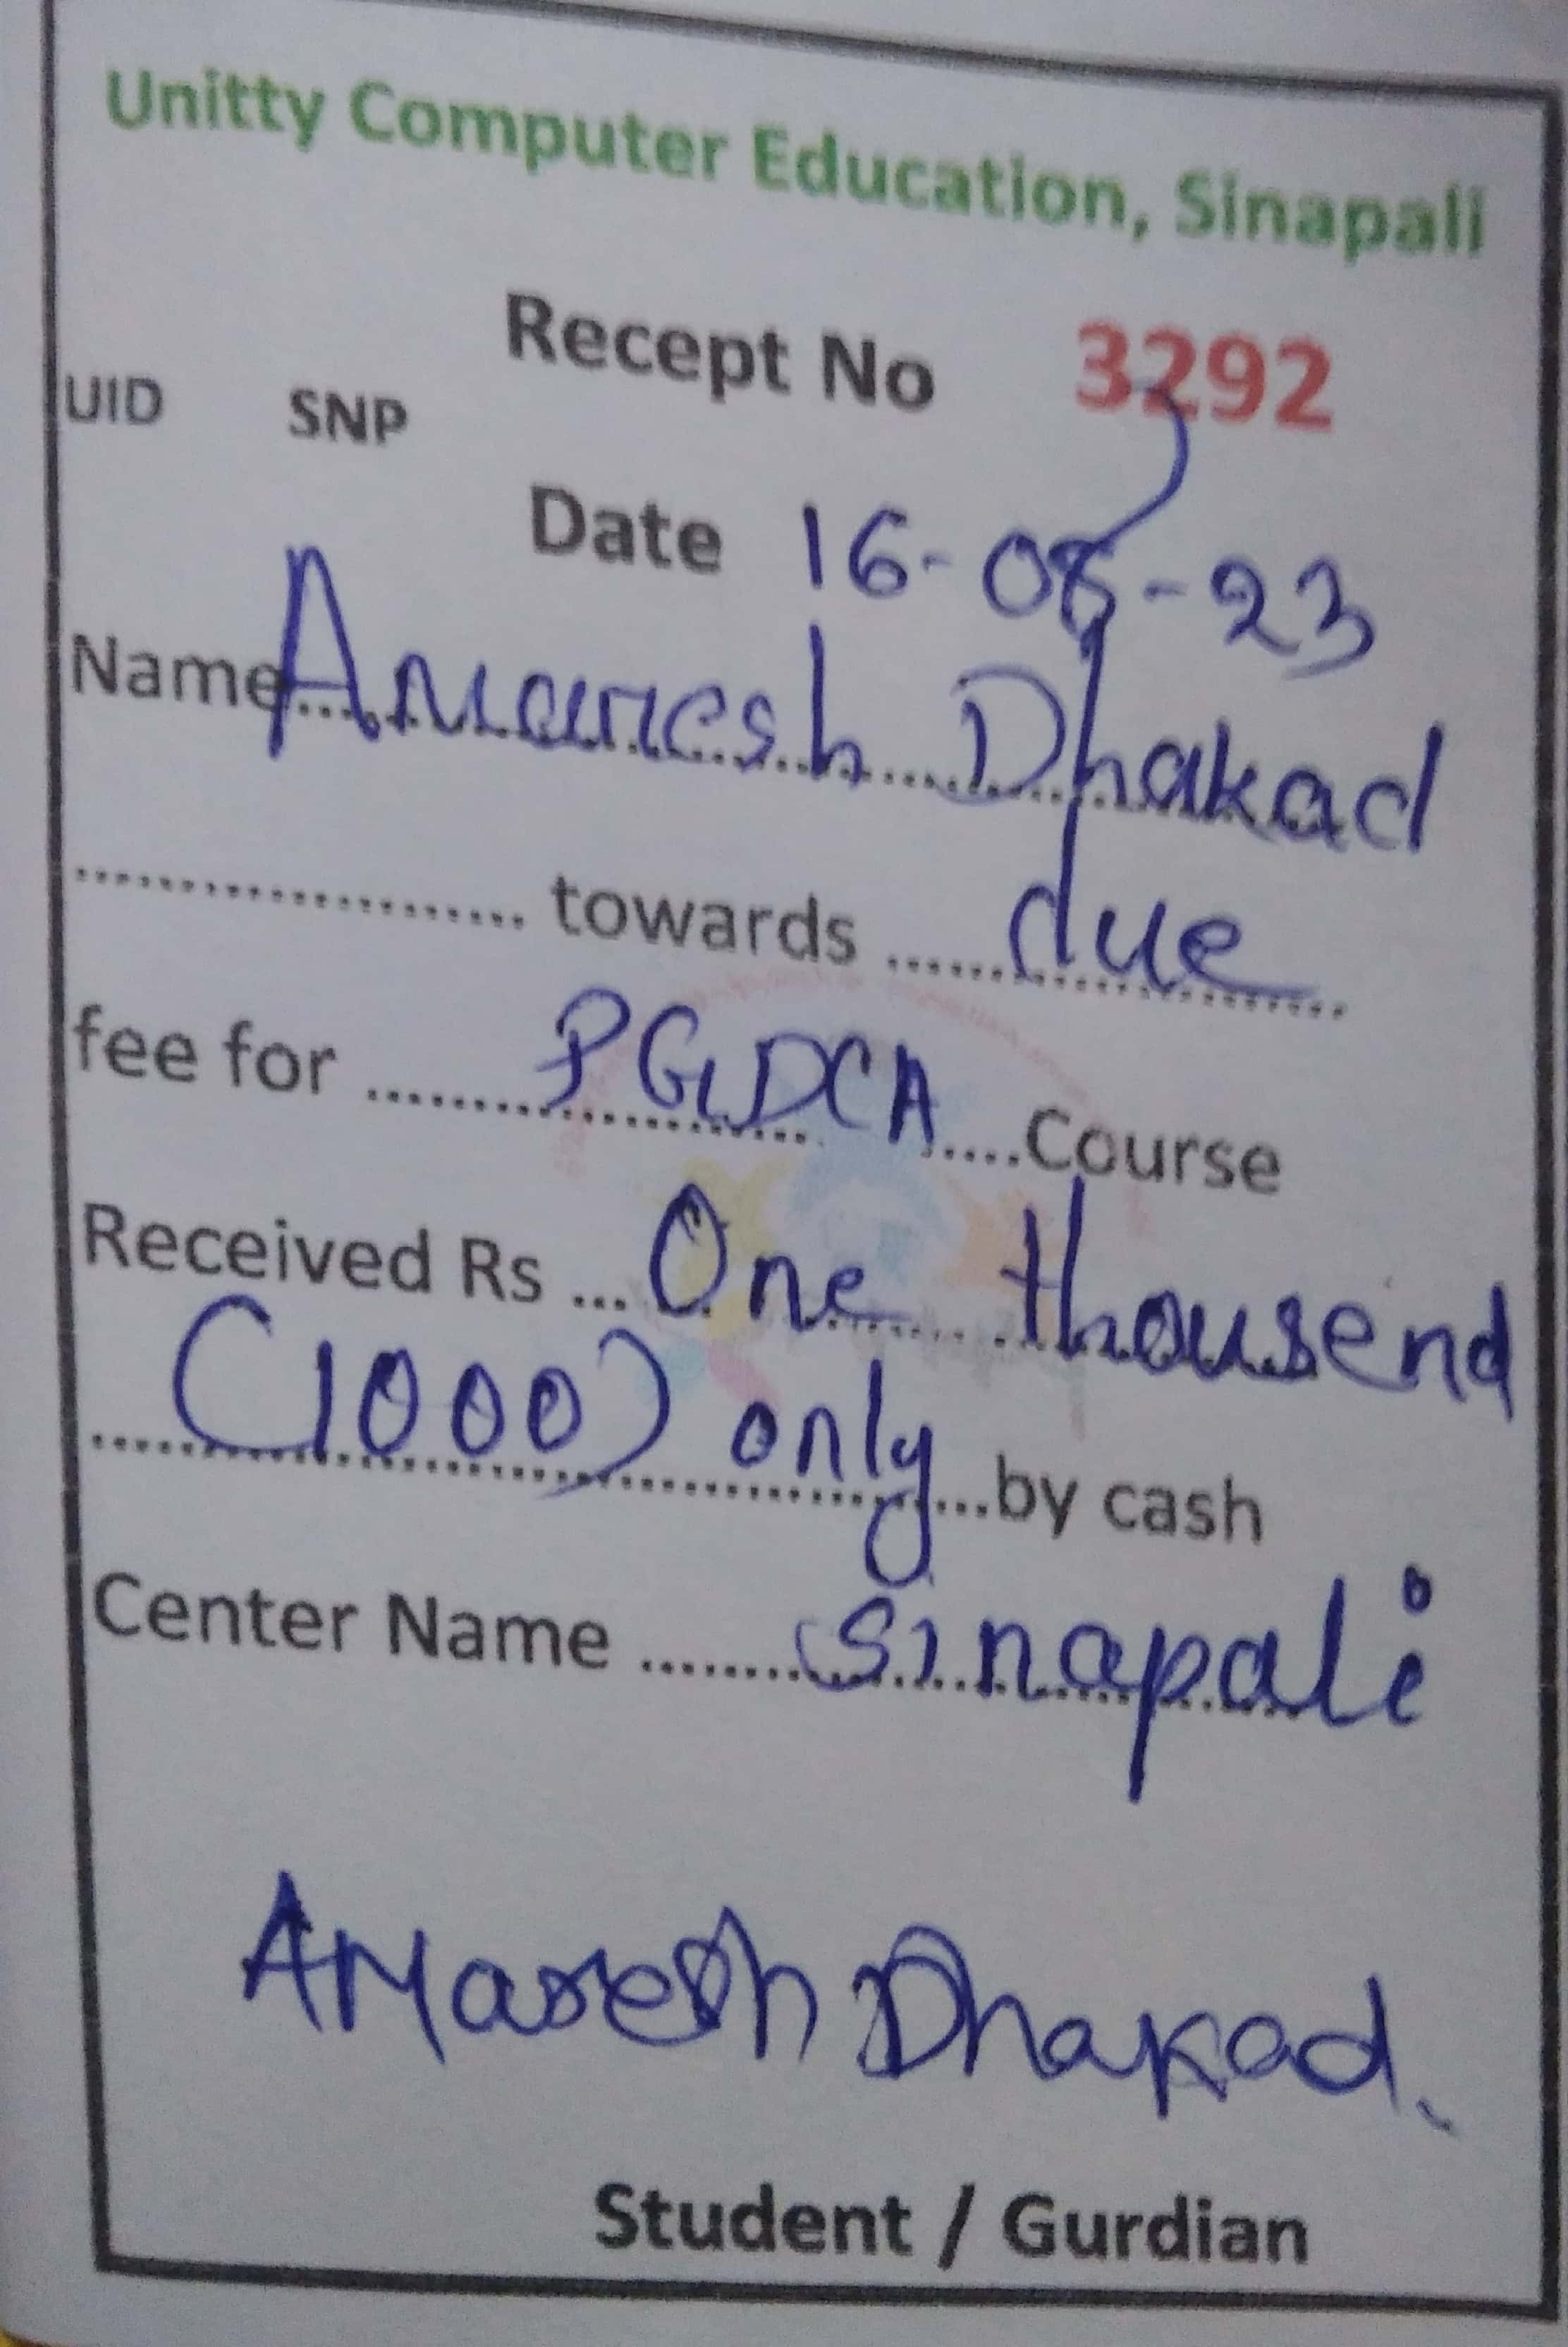 Unitty Computer Education, Sinapali
Recept No 3292
UID SNP
Date 16-08-23
Name Amaresh Dhakad
.................... towards ...... due
fee for ...... PGDCA ....Course
Received Rs ... One thousend
(1000) only ...by cash
Center Name ........ Sinapali
AMaresh Dhakad.
Student / Gurdian